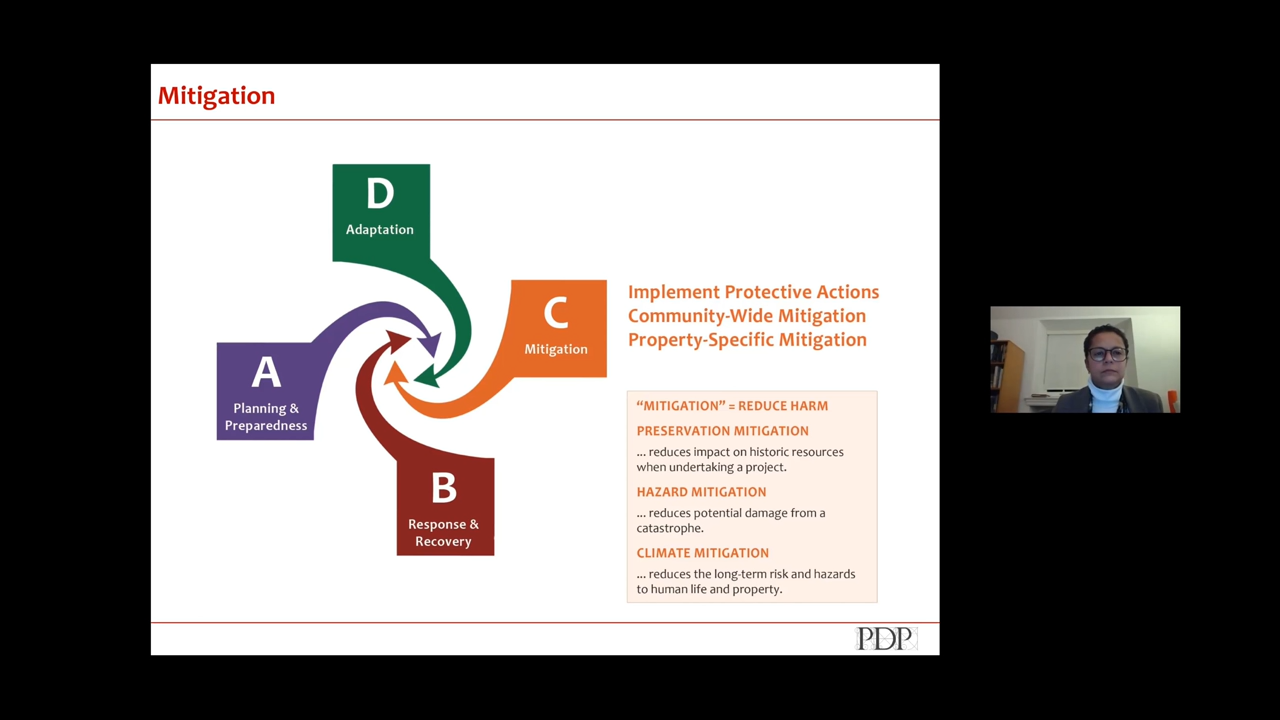 Mitigation
D
Adaptation
C
Mitigation
A
Planning &
Preparedness
B
Response &
Recovery
Implement Protective Actions
Community-Wide Mitigation
Property-Specific Mitigation
“MITIGATION” = REDUCE HARM
PRESERVATION MITIGATION
... reduces impact on historic resources
when undertaking a project.
HAZARD MITIGATION
... reduces potential damage from a
catastrophe.
CLIMATE MITIGATION
... reduces the long-term risk and hazards
to human life and property.
PDP